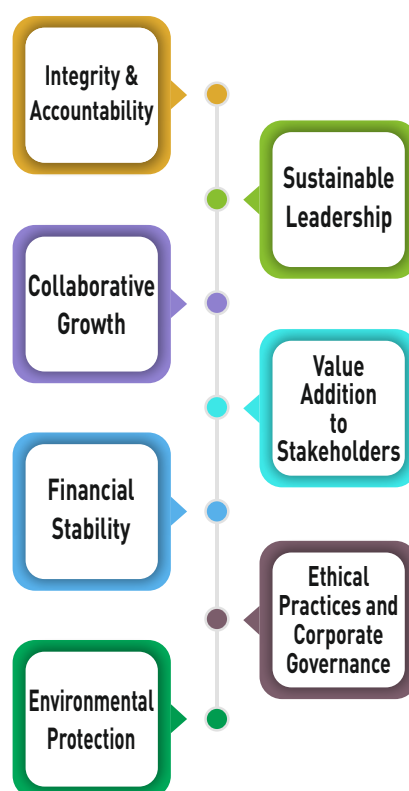 Integrity &
Accountability
Sustainable
Leadership
Collaborative
Growth
Value
Addition
to
Stakeholders
Financial
Stability
Ethical
Practices and
Corporate
Governance
Environmental
Protection